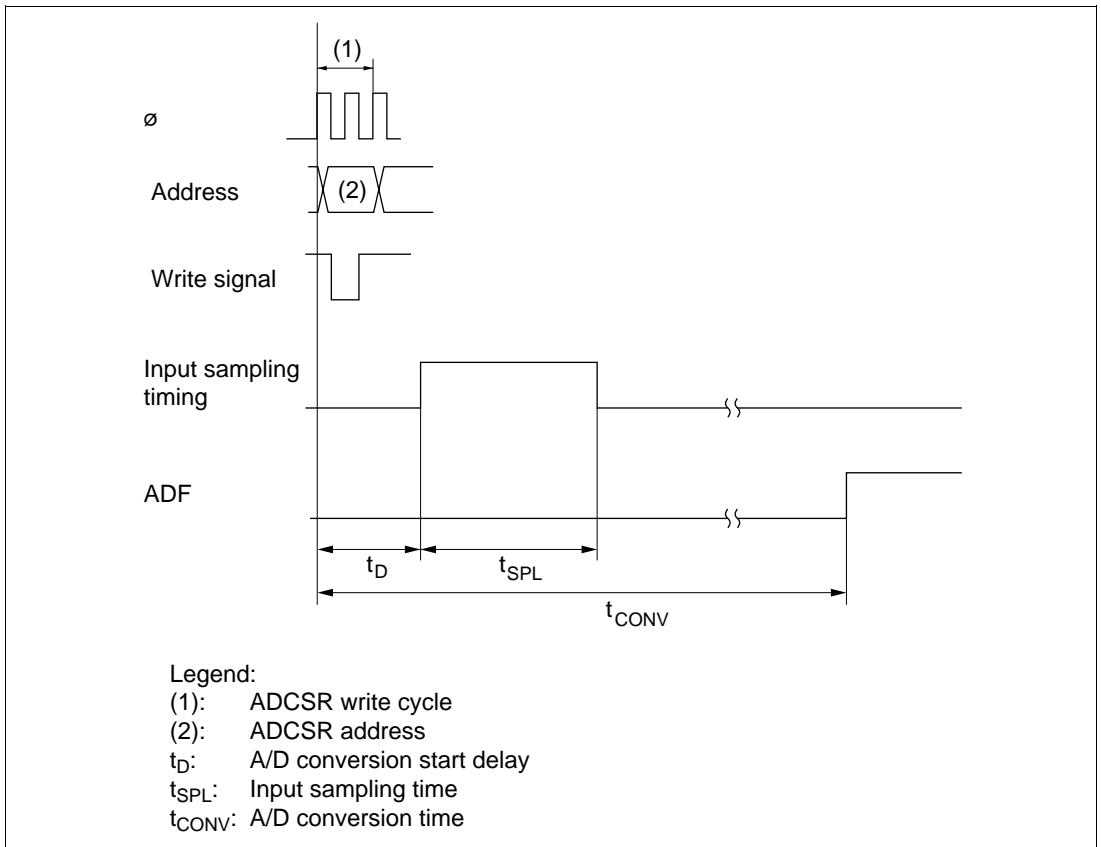 (1)
ø
Address
(2)
Write signal
Input sampling
timing
ADF
tD
tSPL
tCONV
Legend:
(1): ADCSR write cycle
(2): ADCSR address
tD: A/D conversion start delay
tSPL: Input sampling time
tCONV: A/D conversion time